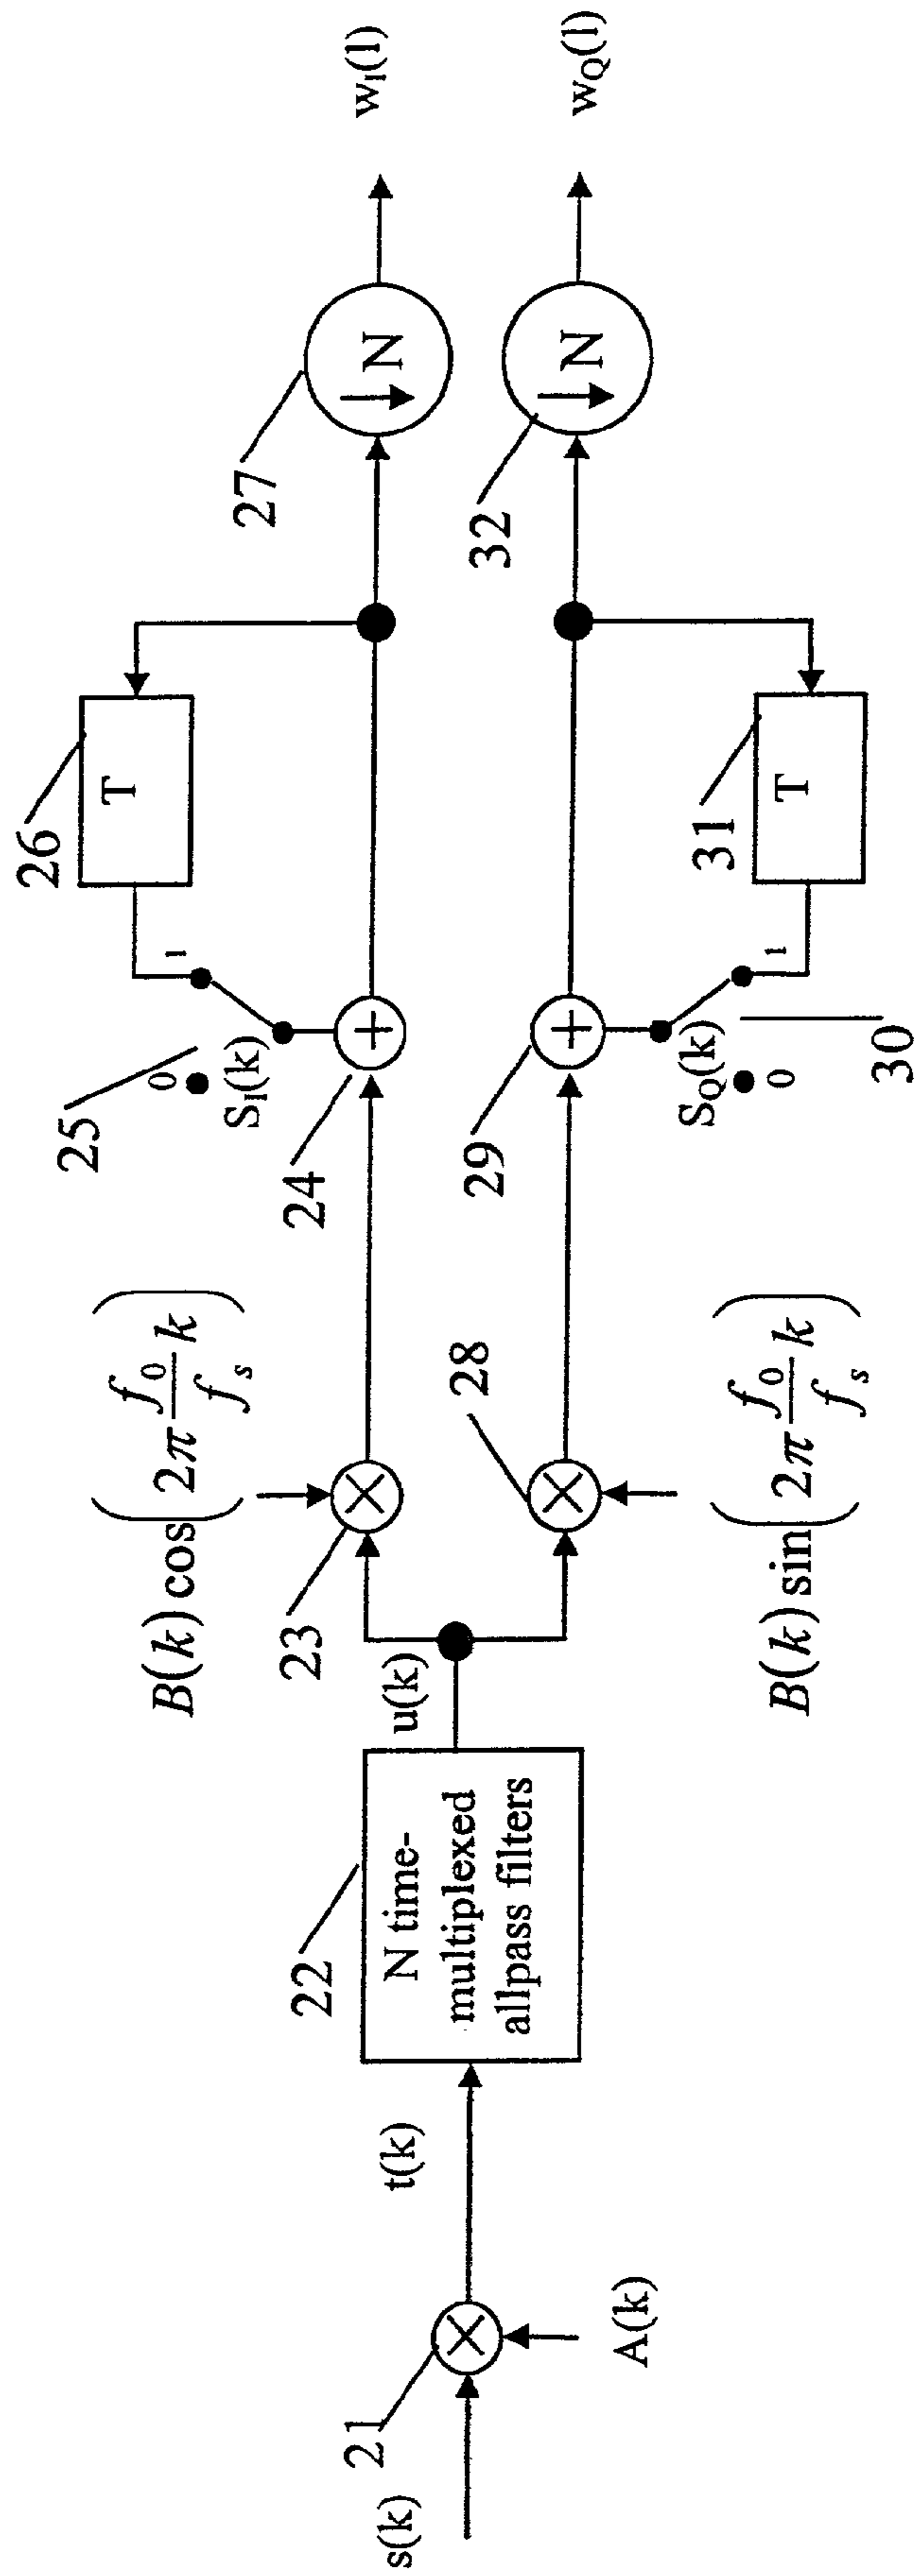 s(k)
21
A(k)
t(k)
22
N time-
multiplexed
allpass filters
u(k)
23
B(k) cos(2π f0/fs k)
28
B(k) sin(2π f0/fs k)
24
+
25
0
SI(k)
1
26
T
29
+
SQ(k)
0
1
30
31
T
27
↓ N
wI(l)
32
↓ N
wQ(l)